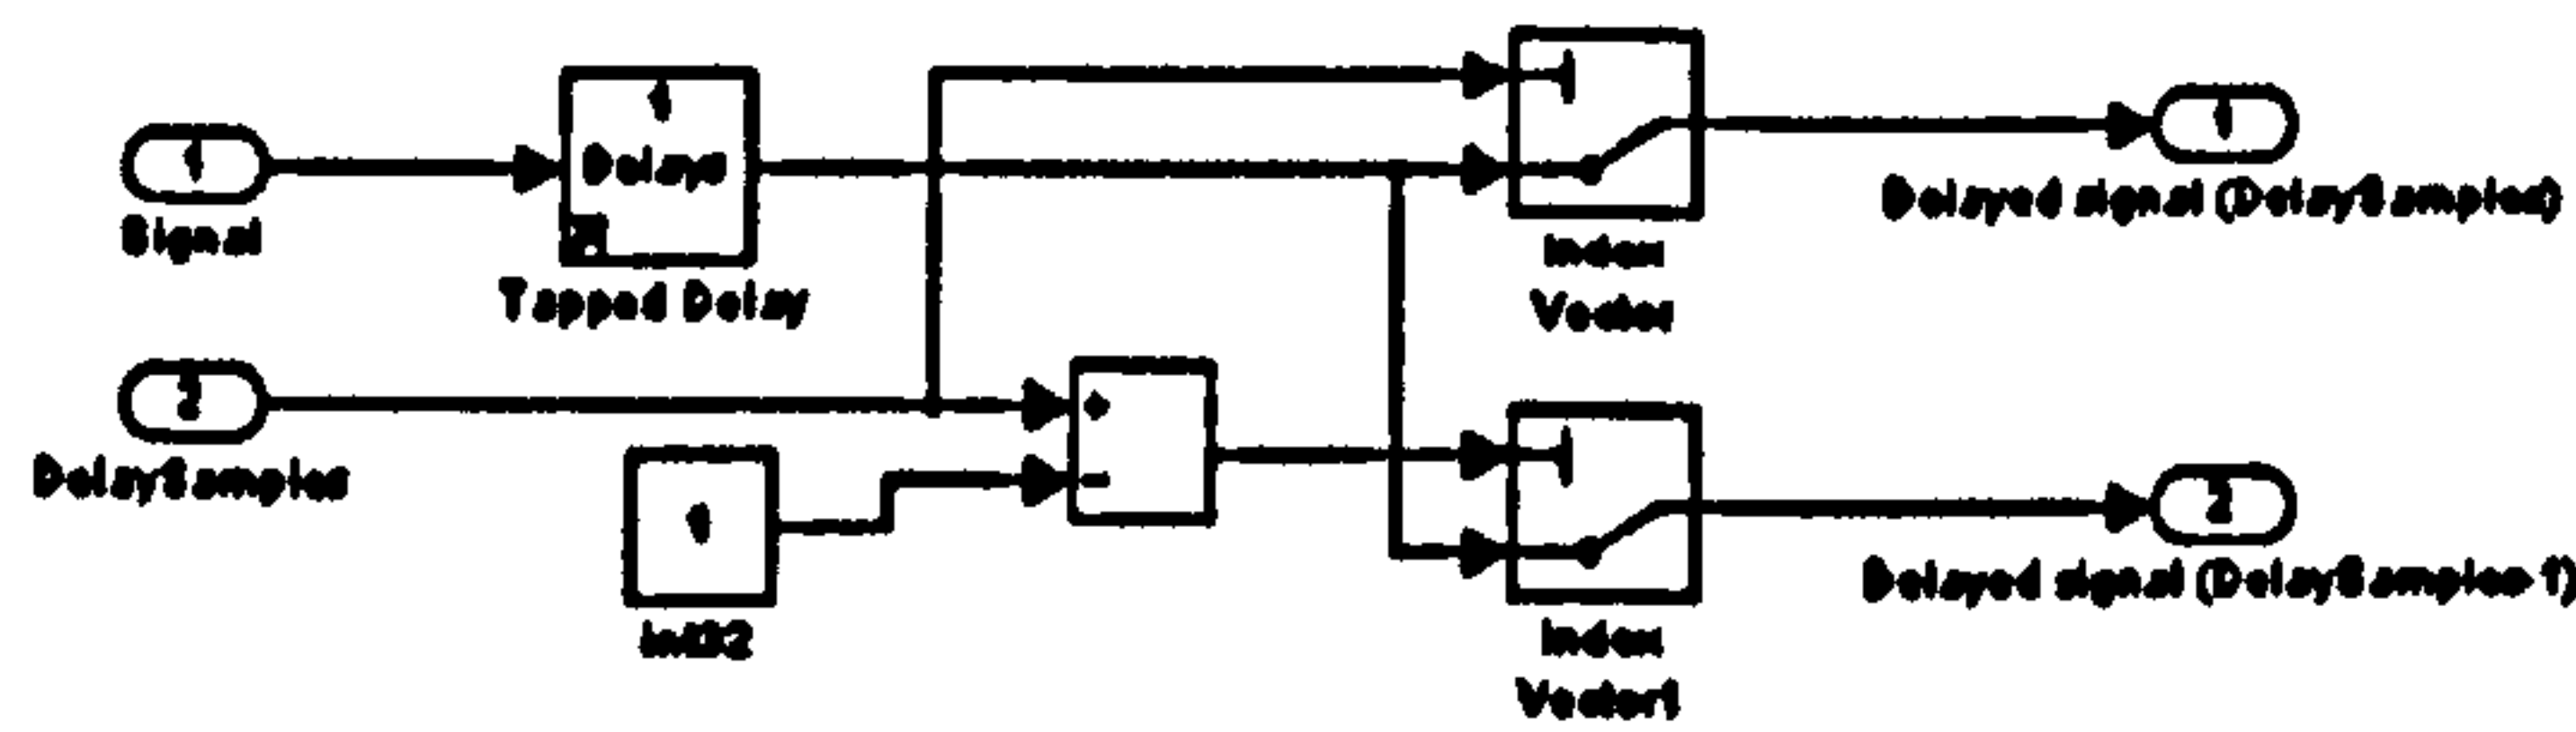 1
Signal
1
Delays
Tapped Delay
Index
Vector
1
Delayed signal (DelaySamples)
2
DelaySamples
1
int32
+
-
Index
Vector1
2
Delayed signal (DelaySamples-1)